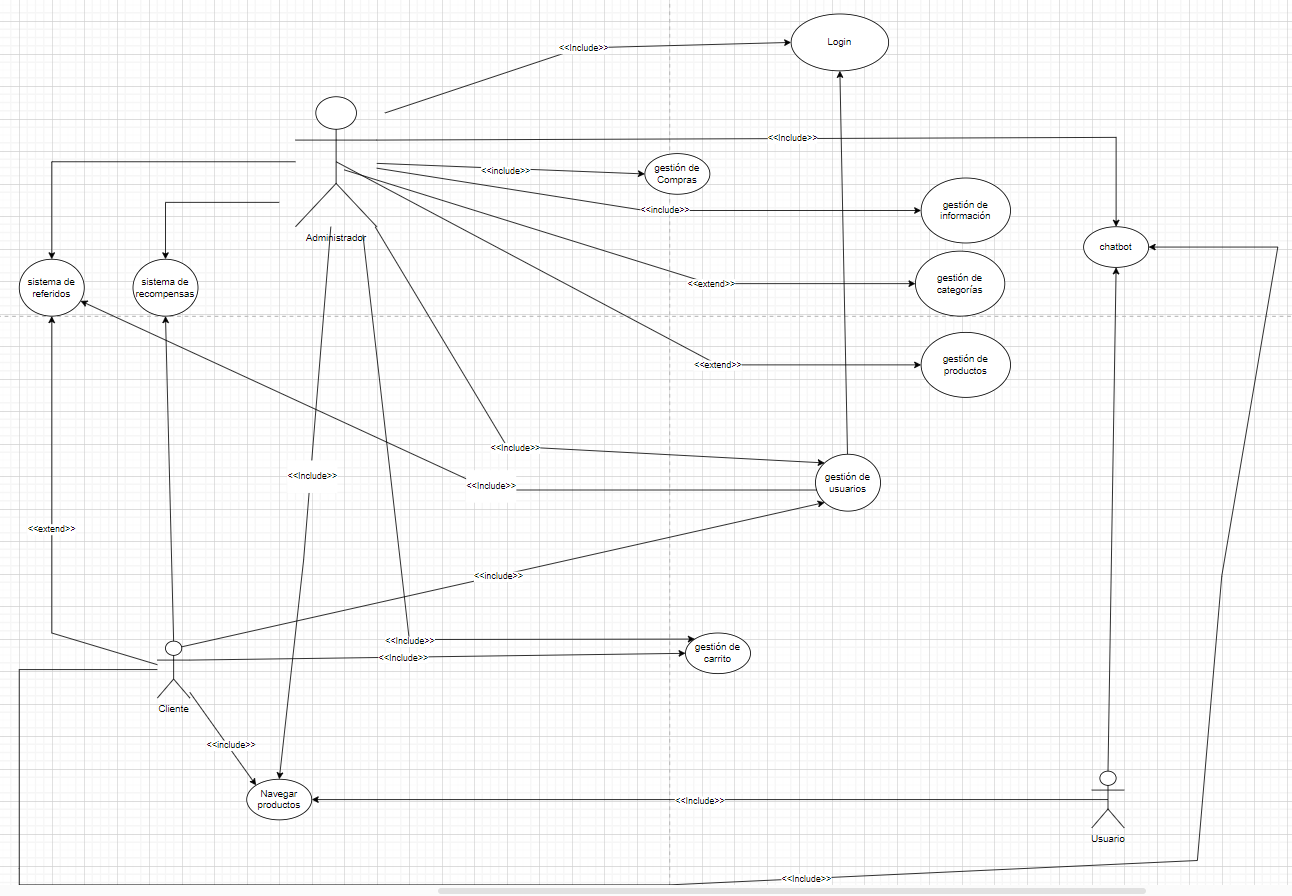 Login
<<Include>>
<<Include>>
gestión de
Compras
<<include>>
gestión de
información
<<include>>
Administrador
chatbot
sistema de
referidos
sistema de
recompensas
gestión de
categorías
<<extend>>
gestión de
productos
<<extend>>
<<Include>>
<<Include>>
gestión de
usuarios
<<Include>>
<<extend>>
<<include>>
<<Include>>
gestión de
carrito
<<Include>>
Cliente
<<include>>
Navegar
productos
<<Include>>
Usuario
<<Include>>